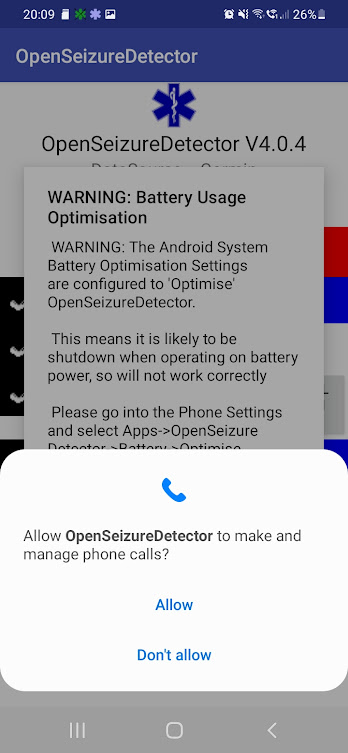 20:09
26%
OpenSeizureDetector
OpenSeizureDetector V4.0.4
WARNING: Battery Usage
Optimisation
WARNING: The Android System
Battery Optimisation Settings
are configured to 'Optimise'
OpenSeizureDetector.
This means it is likely to be
shutdown when operating on battery
power, so will not work correctly
Please go into the Phone Settings
and select Apps->OpenSeizure
Detector->Battery->Optimise
Allow OpenSeizureDetector to make and
manage phone calls?
Allow
Don't allow